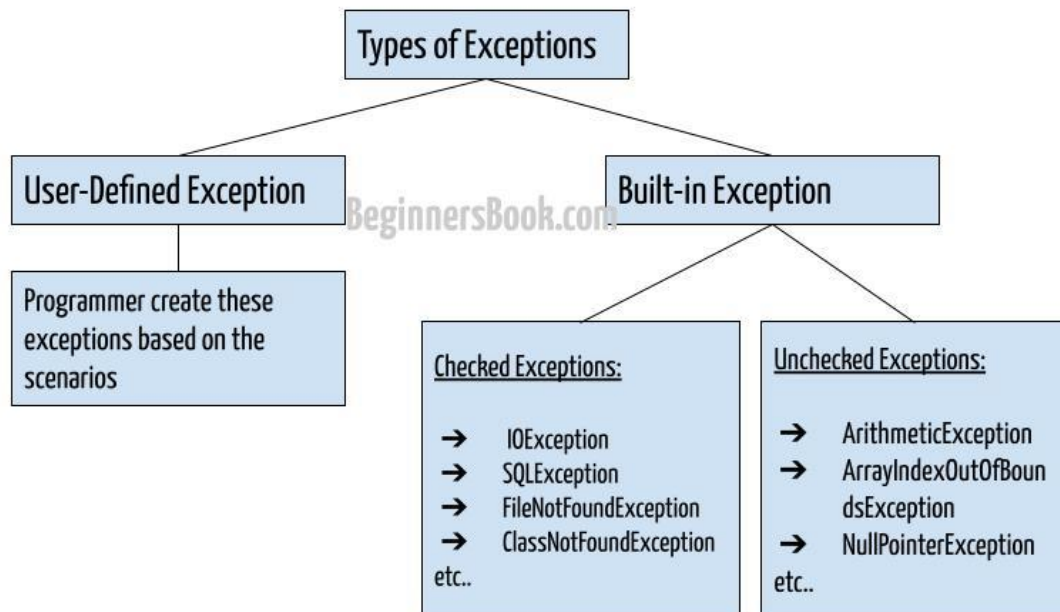 Types of Exceptions
User-Defined Exception
Built-in Exception
BeginnersBook.com
Programmer create these
exceptions based on the
scenarios
Checked Exceptions:
➔ IOException
➔ SQLException
➔ FileNotFoundException
➔ ClassNotFoundException
etc..
Unchecked Exceptions:
➔ ArithmeticException
➔ ArrayIndexOutOfBoun
dsException
➔ NullPointerException
etc..